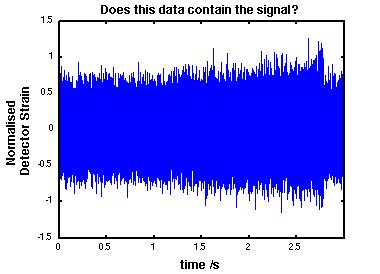 Does this data contain the signal?
1.5
1
0.5
0
-0.5
-1
-1.5
Normalised
Detector Strain
0 0.5 1 1.5 2 2.5
time /s